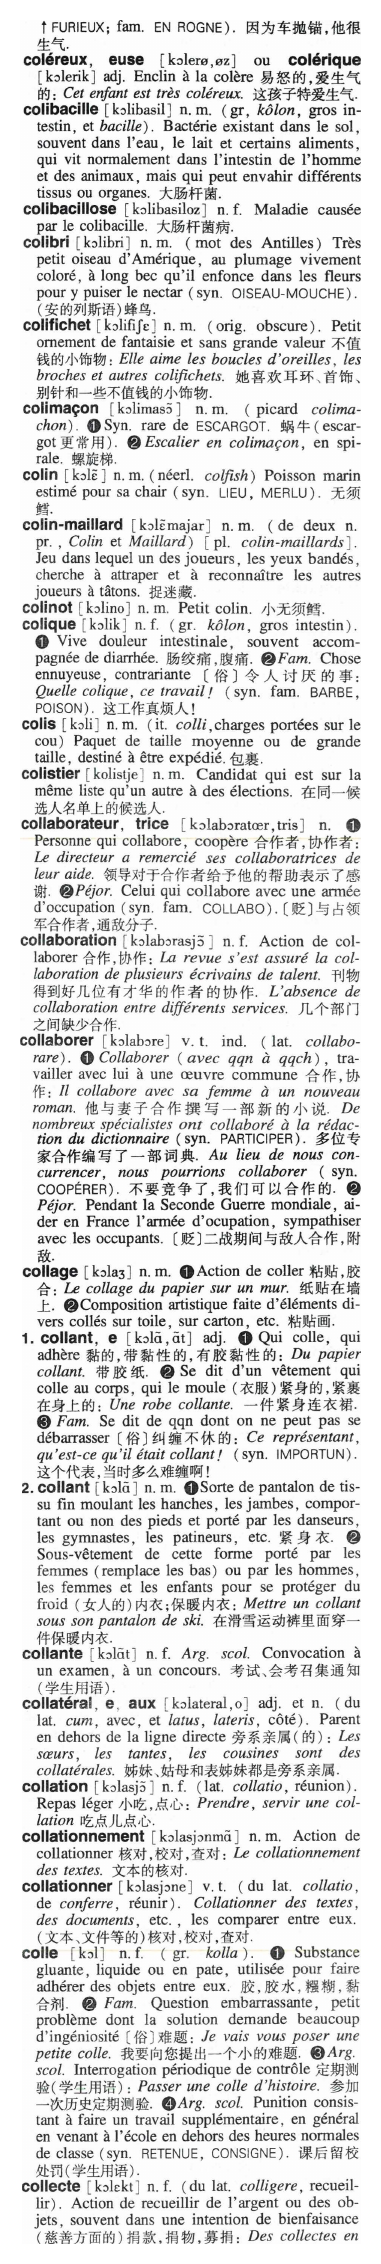 ↑ FURIEUX; fam. EN ROGNE). 因为车抛锚,他很
生气.
coléreux, euse [kɔlerø,øz] ou colérique
[kɔlerik] adj. Enclin à la colère 易怒的,爱生气
的: Cet enfant est très coléreux. 这孩子特爱生气.
colibacille [kɔlibasil] n. m. (gr, kôlon, gros in-
testin, et bacille). Bactérie existant dans le sol,
souvent dans l'eau, le lait et certains aliments,
qui vit normalement dans l'intestin de l'homme
et des animaux, mais qui peut envahir différents
tissus ou organes. 大肠杆菌.
colibacillose [kɔlibasiloz] n. f. Maladie causée
par le colibacille. 大肠杆菌病.
colibri [kɔlibri] n. m. (mot des Antilles) Très
petit oiseau d'Amérique, au plumage vivement
coloré, à long bec qu'il enfonce dans les fleurs
pour y puiser le nectar (syn. OISEAU-MOUCHE).
(安的列斯语)蜂鸟.
colifichet [kɔlifiʃɛ] n. m. (orig. obscure). Petit
ornement de fantaisie et sans grande valeur 不值
钱的小饰物: Elle aime les boucles d'oreilles, les
broches et autres colifichets. 她喜欢耳环、首饰、
别针和一些不值钱的小饰物.
colimaçon [kɔlimasɔ̃] n. m. (picard colima-
chon). ❶ Syn. rare de ESCARGOT. 蜗牛(escar-
got 更常用). ❷ Escalier en colimaçon, en spi-
rale. 螺旋梯.
colin [kɔlɛ̃] n. m. (néerl. colfish) Poisson marin
estimé pour sa chair (syn. LIEU, MERLU). 无须
鳕.
colin-maillard [kɔlɛ̃majar] n. m. (de deux n.
pr., Colin et Maillard) [pl. colin-maillards].
Jeu dans lequel un des joueurs, les yeux bandés,
cherche à attraper et à reconnaître les autres
joueurs à tâtons. 捉迷藏.
colinot [kɔlino] n. m. Petit colin. 小无须鳕.
colique [kɔlik] n. f. (gr. kôlon, gros intestin).
❶ Vive douleur intestinale, souvent accom-
pagnée de diarrhée. 肠绞痛,腹痛. ❷Fam. Chose
ennuyeuse, contrariante 〔俗〕令人讨厌的事:
Quelle colique, ce travail! (syn. fam. BARBE,
POISON). 这工作真烦人!
colis [kɔli] n. m. (it. colli,charges portées sur le
cou) Paquet de taille moyenne ou de grande
taille, destiné à être expédié.包裹.
colistier [kolistje] n. m. Candidat qui est sur la
même liste qu'un autre à des élections. 在同一候
选人名单上的候选人.
collaborateur, trice [kɔlabɔratœr,tris] n. ❶
Personne qui collabore, coopère 合作者,协作者:
Le directeur a remercié ses collaboratrices de
leur aide. 领导对于合作者给予他的帮助表示了感
谢. ❷Péjor. Celui qui collabore avec une armée
d'occupation (syn. fam. COLLABO).〔贬〕与占领
军合作者,通敌分子.
collaboration [kɔlabɔrasjɔ̃] n. f. Action de col-
laborer 合作,协作: La revue s'est assuré la col-
laboration de plusieurs écrivains de talent. 刊物
得到好几位有才华的作者的协作. L'absence de
collaboration entre différents services. 几个部门
之间缺少合作.
collaborer [kɔlabɔre] v. t. ind. (lat. collabo-
rare). ❶ Collaborer (avec qqn à qqch), tra-
vailler avec lui à une œuvre commune 合作,协
作: Il collabore avec sa femme à un nouveau
roman. 他与妻子合作撰写一部新的小说. De
nombreux spécialistes ont collaboré à la rédac-
tion du dictionnaire (syn. PARTICIPER). 多位专
家合作编写了一部词典. Au lieu de nous con-
currencer, nous pourrions collaborer (syn.
COOPÉRER). 不要竞争了,我们可以合作的. ❷
Péjor. Pendant la Seconde Guerre mondiale, ai-
der en France l'armée d'ocupation, sympathiser
avec les occupants.〔贬〕二战期间与敌人合作,附
敌.
collage [kɔlaʒ] n. m. ❶Action de coller 粘贴,胶
合: Le collage du papier sur un mur. 纸贴在墙
上. ❷Composition artistique faite d'éléments di-
vers collés sur toile, sur carton, etc. 粘贴画.
1. collant, e [kɔlɑ̃,ɑ̃t] adj. ❶ Qui colle, qui
adhère 黏的,带黏性的,有胶黏性的: Du papier
collant. 带胶纸. ❷ Se dit d'un vêtement qui
colle au corps, qui le moule (衣服)紧身的,紧裹
在身上的: Une robe collante. 一件紧身连衣裙.
❸ Fam. Se dit de qqn dont on ne peut pas se
débarrasser〔俗〕纠缠不休的: Ce représentant,
qu'est-ce qu'il était collant! (syn. IMPORTUN).
这个代表,当时多么难缠啊!
2. collant [kɔlɑ̃] n. m. ❶Sorte de pantalon de tis-
su fin moulant les hanches, les jambes, compor-
tant ou non des pieds et porté par les danseurs,
les gymnastes, les patineurs, etc. 紧身衣. ❷
Sous-vêtement de cette forme porté par les
femmes (remplace les bas) ou par les hommes,
les femmes et les enfants pour se protéger du
froid (女人的)内衣;保暖内衣: Mettre un collant
sous son pantalon de ski. 在滑雪运动裤里面穿一
件保暖内衣.
collante [kɔlɑ̃t] n. f. Arg. scol. Convocation à
un examen, à un concours. 考试、会考召集通知
(学生用语).
collatéral, e, aux [kɔlateral,o] adj. et n. (du
lat. cum, avec, et latus, lateris, côté). Parent
en dehors de la ligne directe 旁系亲属(的): Les
sœurs, les tantes, les cousines sont des
collatérales. 姊妹、姑母和表姊妹都是旁系亲属.
collation [kɔlasjɔ̃] n. f. (lat. collatio, réunion).
Repas léger 小吃,点心: Prendre, servir une col-
lation 吃点儿点心.
collationnement [kɔlasjɔnmɑ̃] n. m. Action de
collationner 核对,校对,查对: Le collationnement
des textes. 文本的核对.
collationner [kɔlasjɔne] v. t. (du lat. collatio,
de conferre, réunir). Collationner des textes,
des documents, etc., les comparer entre eux.
(文本、文件等的)核对,校对,查对.
colle [kɔl] n. f. (gr. kolla). ❶ Substance
gluante, liquide ou en pate, utilisée pour faire
adhérer des objets entre eux. 胶,胶水,糨糊,黏
合剂. ❷ Fam. Question embarrassante, petit
problème dont la solution demande beaucoup
d'ingéniosité〔俗〕难题: Je vais vous poser une
petite colle. 我要向您提出一个小的难题. ❸Arg.
scol. Interrogation périodique de contrôle 定期测
验(学生用语): Passer une colle d'histoire. 参加
一次历史定期测验. ❹Arg. scol. Punition consis-
tant à faire un travail supplémentaire, en général
en venant à l'école en dehors des heures normales
de classe (syn. RETENUE, CONSIGNE). 课后留校
处罚(学生用语).
collecte [kɔlɛkt] n. f. (du lat. colligere, recueil-
lir). Action de recueillir de l'argent ou des ob-
jets, souvent dans une intention de bienfaisance
(慈善方面的)捐款,捐物,募捐: Des collectes en